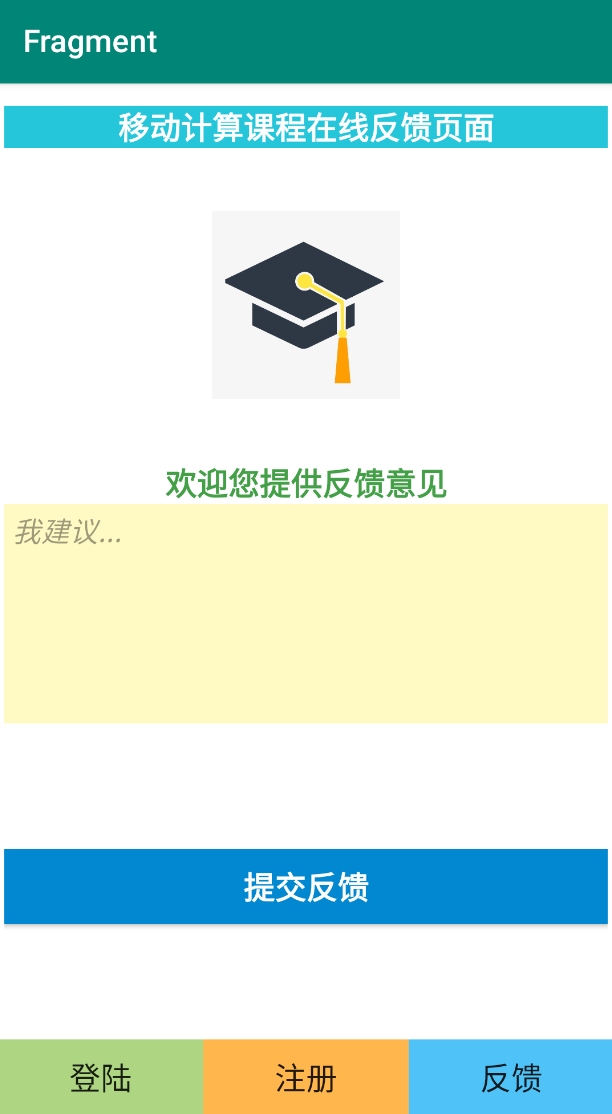 Fragment
移动计算课程在线反馈页面
欢迎您提供反馈意见
我建议...
提交反馈
登陆
注册
反馈